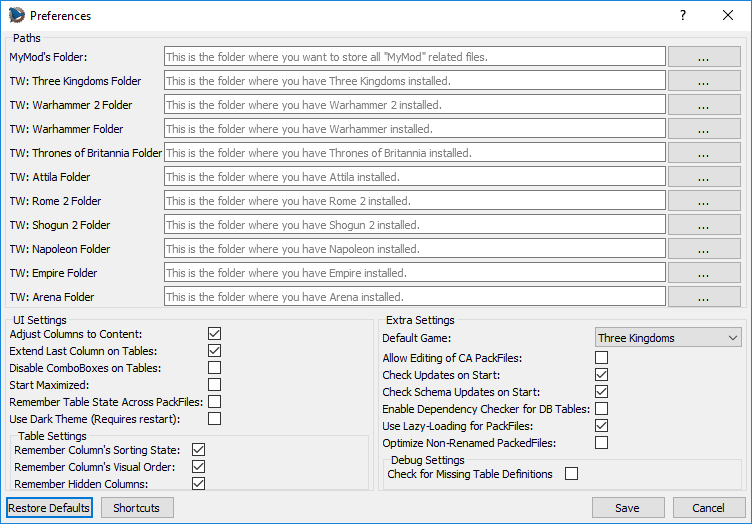 Preferences
Paths
MyMod's Folder: This is the folder where you want to store all "MyMod" related files. ...
TW: Three Kingdoms Folder This is the folder where you have Three Kingdoms installed. ...
TW: Warhammer 2 Folder This is the folder where you have Warhammer 2 installed. ...
TW: Warhammer Folder This is the folder where you have Warhammer installed. ...
TW: Thrones of Britannia Folder This is the folder where you have Thrones of Britannia installed. ...
TW: Attila Folder This is the folder where you have Attila installed. ...
TW: Rome 2 Folder This is the folder where you have Rome 2 installed. ...
TW: Shogun 2 Folder This is the folder where you have Shogun 2 installed. ...
TW: Napoleon Folder This is the folder where you have Napoleon installed. ...
TW: Empire Folder This is the folder where you have Empire installed. ...
TW: Arena Folder This is the folder where you have Arena installed. ...
UI Settings
Adjust Columns to Content:
Extend Last Column on Tables:
Disable ComboBoxes on Tables:
Start Maximized:
Remember Table State Across PackFiles:
Use Dark Theme (Requires restart):
Table Settings
Remember Column's Sorting State:
Remember Column's Visual Order:
Remember Hidden Columns:
Extra Settings
Default Game: Three Kingdoms
Allow Editing of CA PackFiles:
Check Updates on Start:
Check Schema Updates on Start:
Enable Dependency Checker for DB Tables:
Use Lazy-Loading for PackFiles:
Optimize Non-Renamed PackedFiles:
Debug Settings
Check for Missing Table Definitions
Restore Defaults Shortcuts Save Cancel